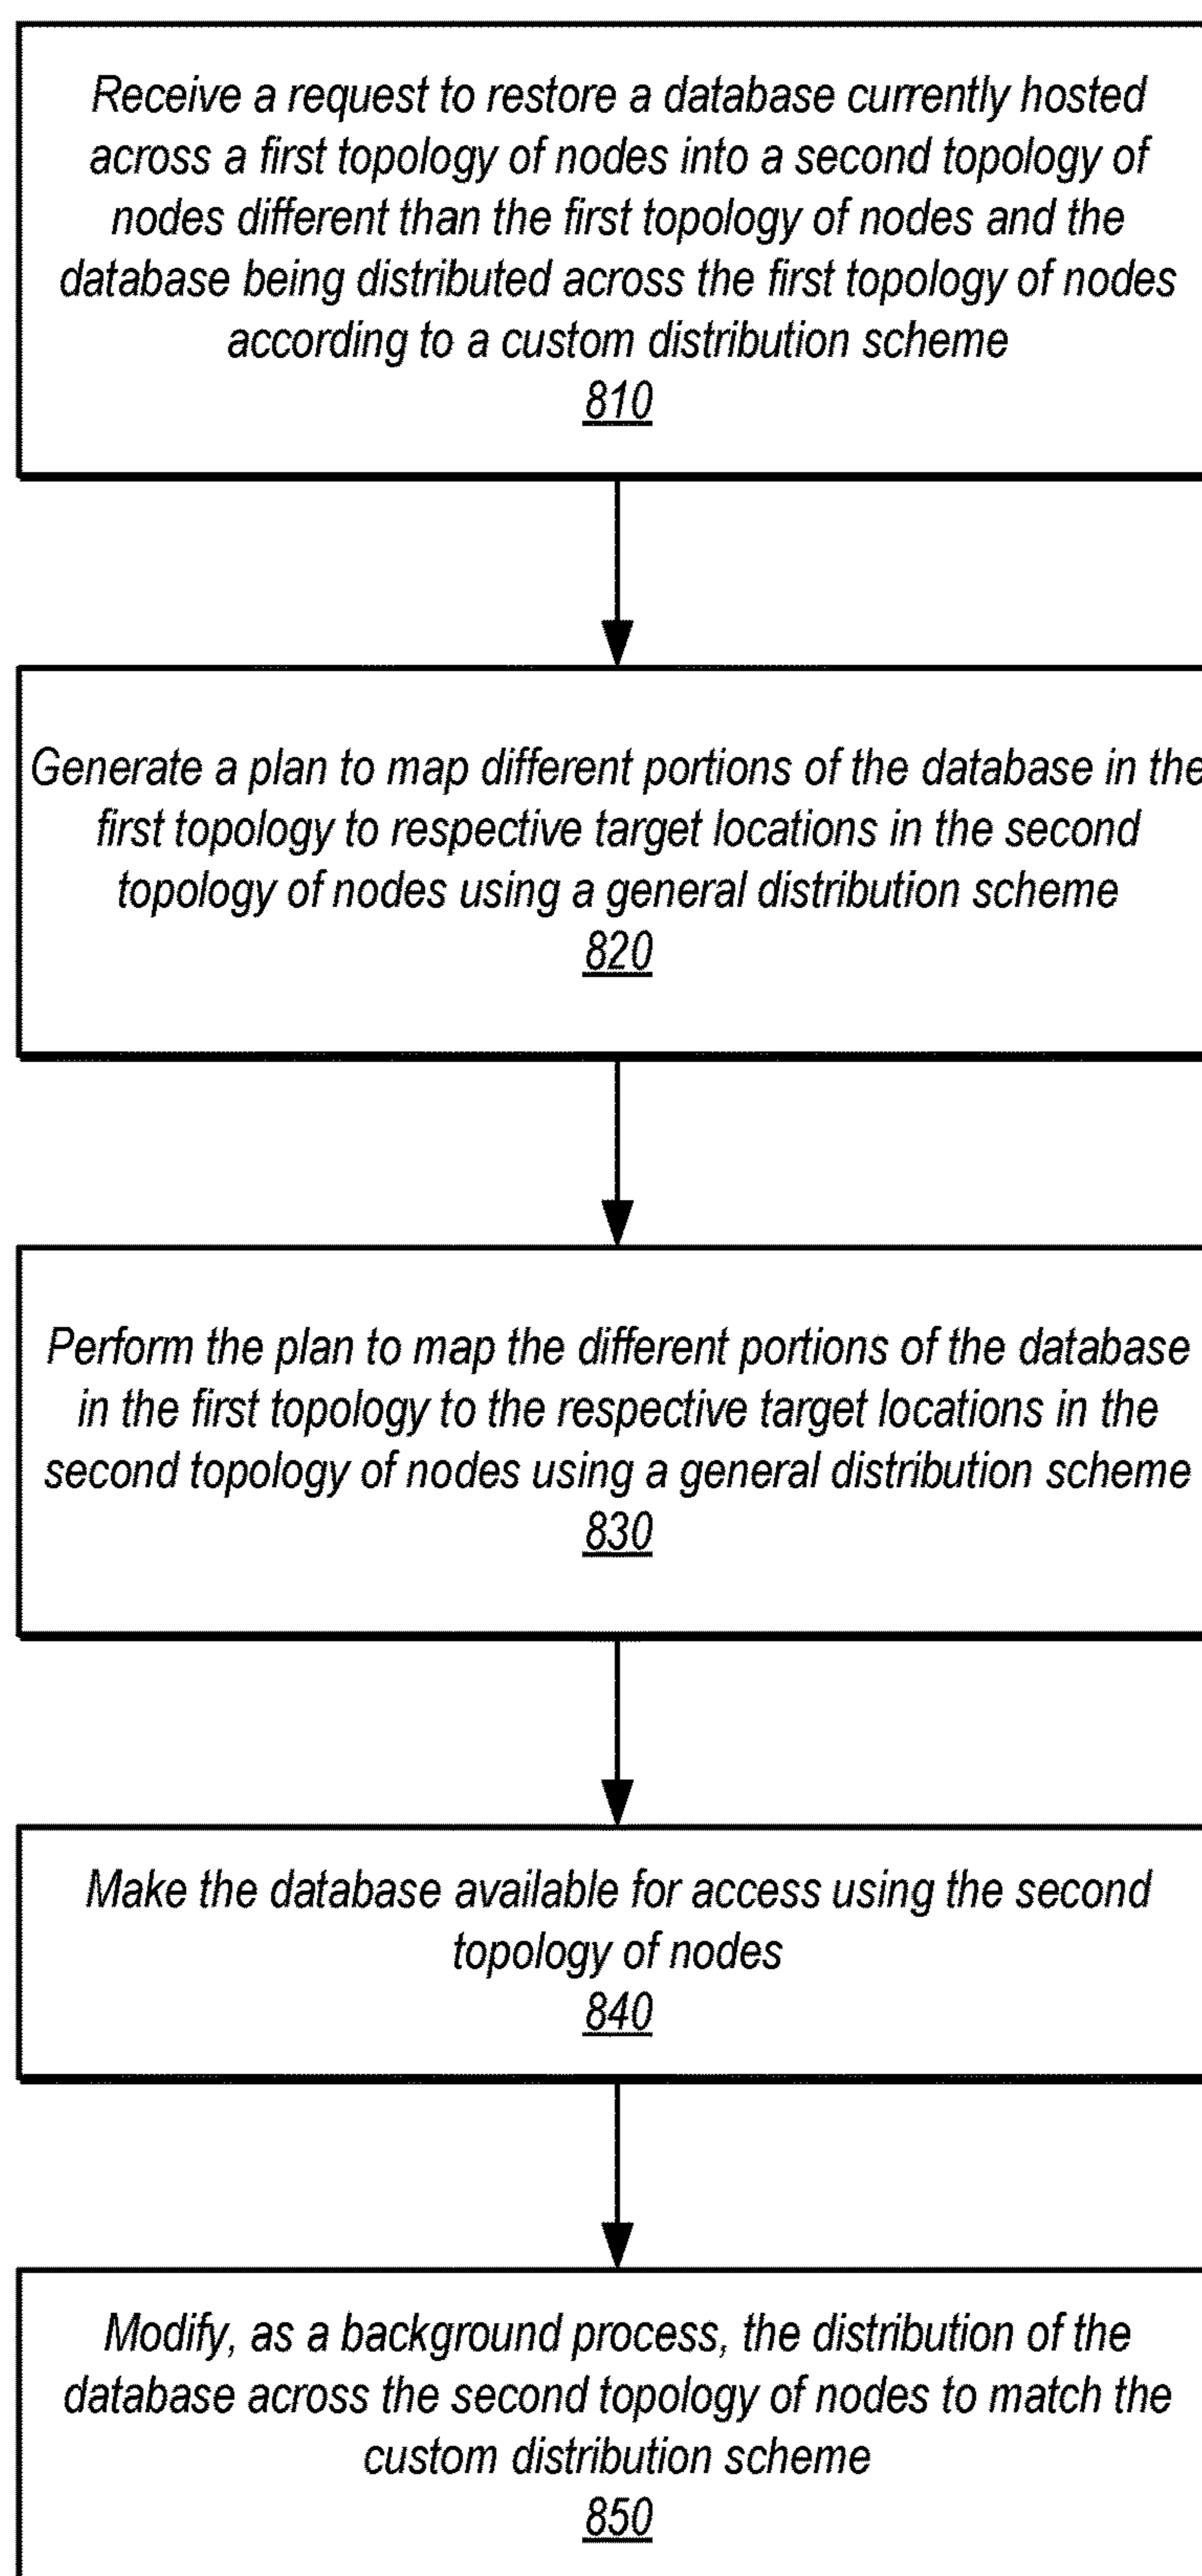 Receive a request to restore a database currently hosted
across a first topology of nodes into a second topology of
nodes different than the first topology of nodes and the
database being distributed across the first topology of nodes
according to a custom distribution scheme
810
Generate a plan to map different portions of the database in the
first topology to respective target locations in the second
topology of nodes using a general distribution scheme
820
Perform the plan to map the different portions of the database
in the first topology to the respective target locations in the
second topology of nodes using a general distribution scheme
830
Make the database available for access using the second
topology of nodes
840
Modify, as a background process, the distribution of the
database across the second topology of nodes to match the
custom distribution scheme
850